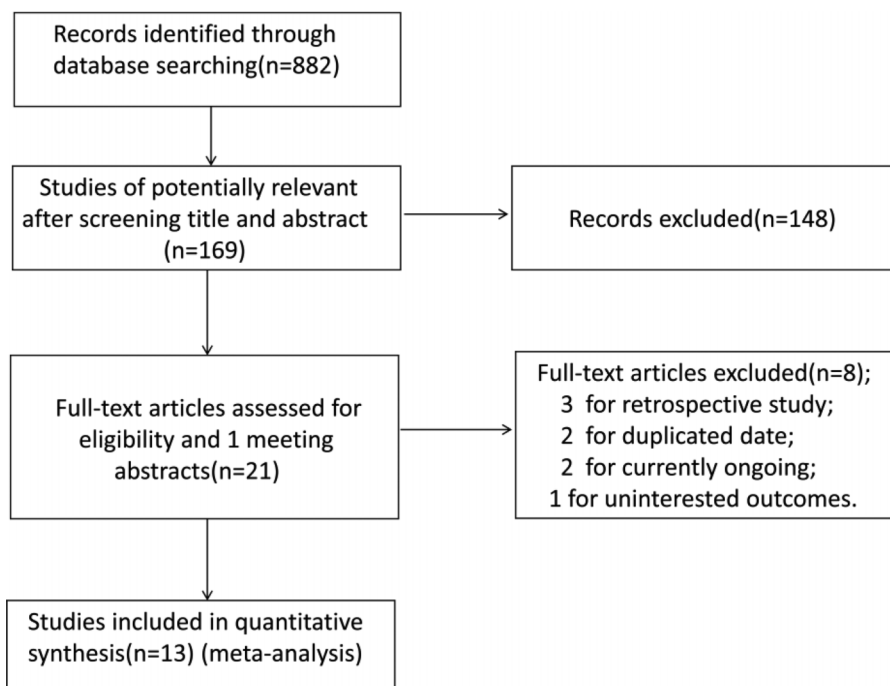 Records identified through
database searching(n=882)
Studies of potentially relevant
after screening title and abstract
(n=169)
Records excluded(n=148)
Full-text articles assessed for
eligibility and 1 meeting
abstracts(n=21)
Full-text articles excluded(n=8);
3 for retrospective study;
2 for duplicated date;
2 for currently ongoing;
1 for uninterested outcomes.
Studies included in quantitative
synthesis(n=13) (meta-analysis)